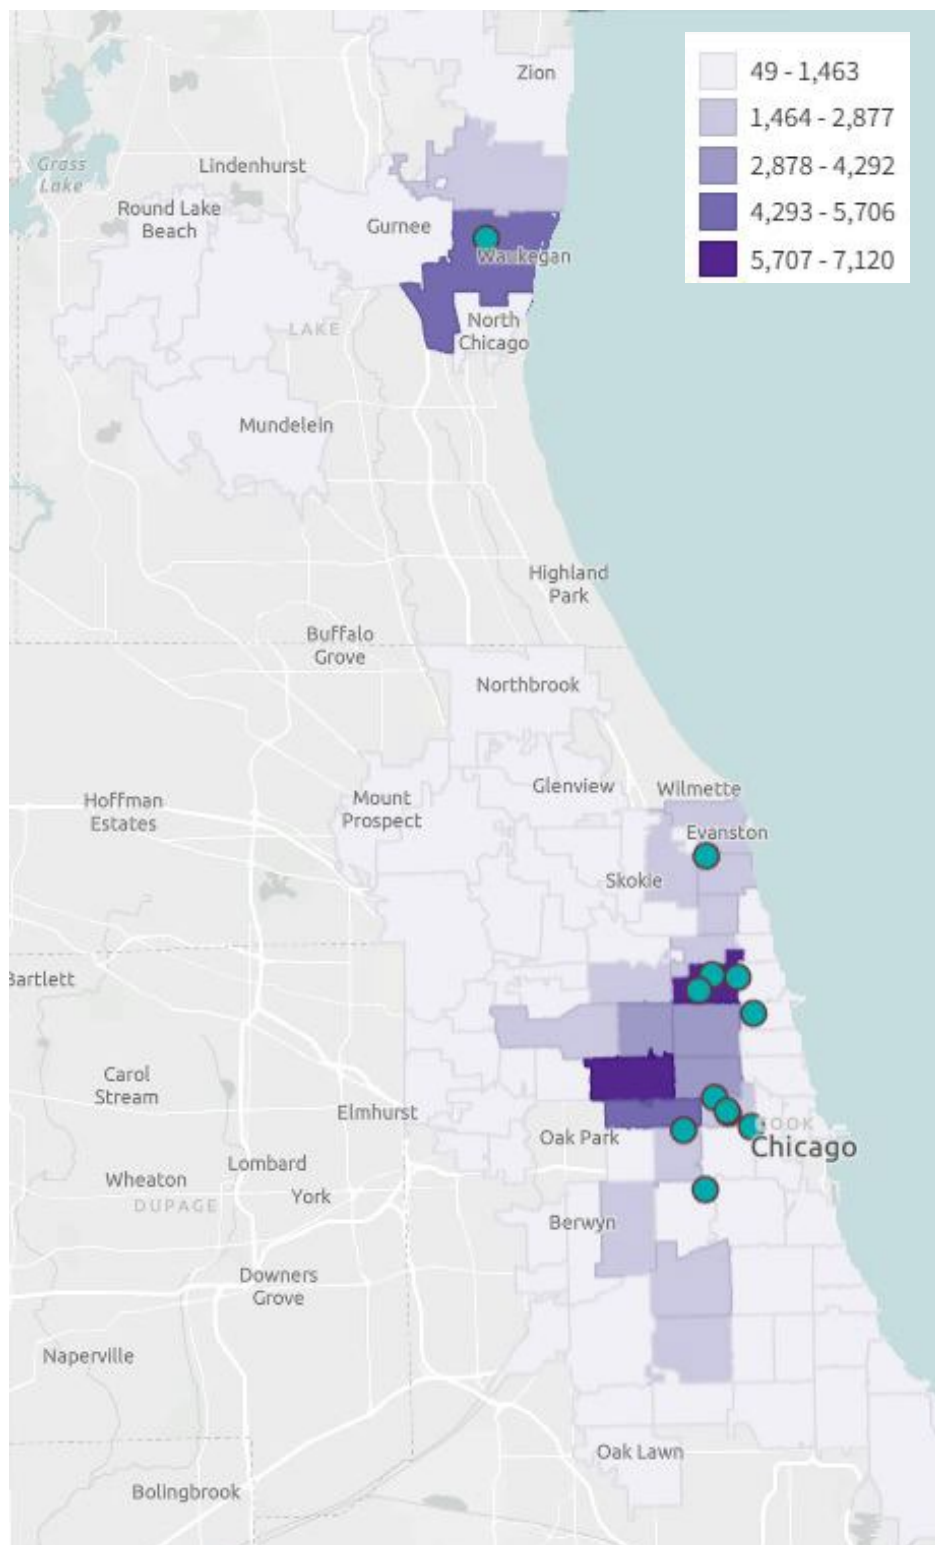 Zion
49 - 1,463
1,464 - 2,877
2,878 - 4,292
4,293 - 5,706
5,707 - 7,120
Grass
Lake
Lindenhurst
Round Lake
Beach
Gurnee
Waukegan
LAKE
North
Chicago
Mundelein
Highland
Park
Buffalo
Grove
Northbrook
Glenview
Wilmette
Hoffman
Estates
Mount
Prospect
Evanston
Skokie
Bartlett
Carol
Stream
Elmhurst
Oak Park
OOK
Chicago
Lombard
Wheaton
York
DUPAGE
Berwyn
Downers
Grove
Naperville
Oak Lawn
Bolingbrook